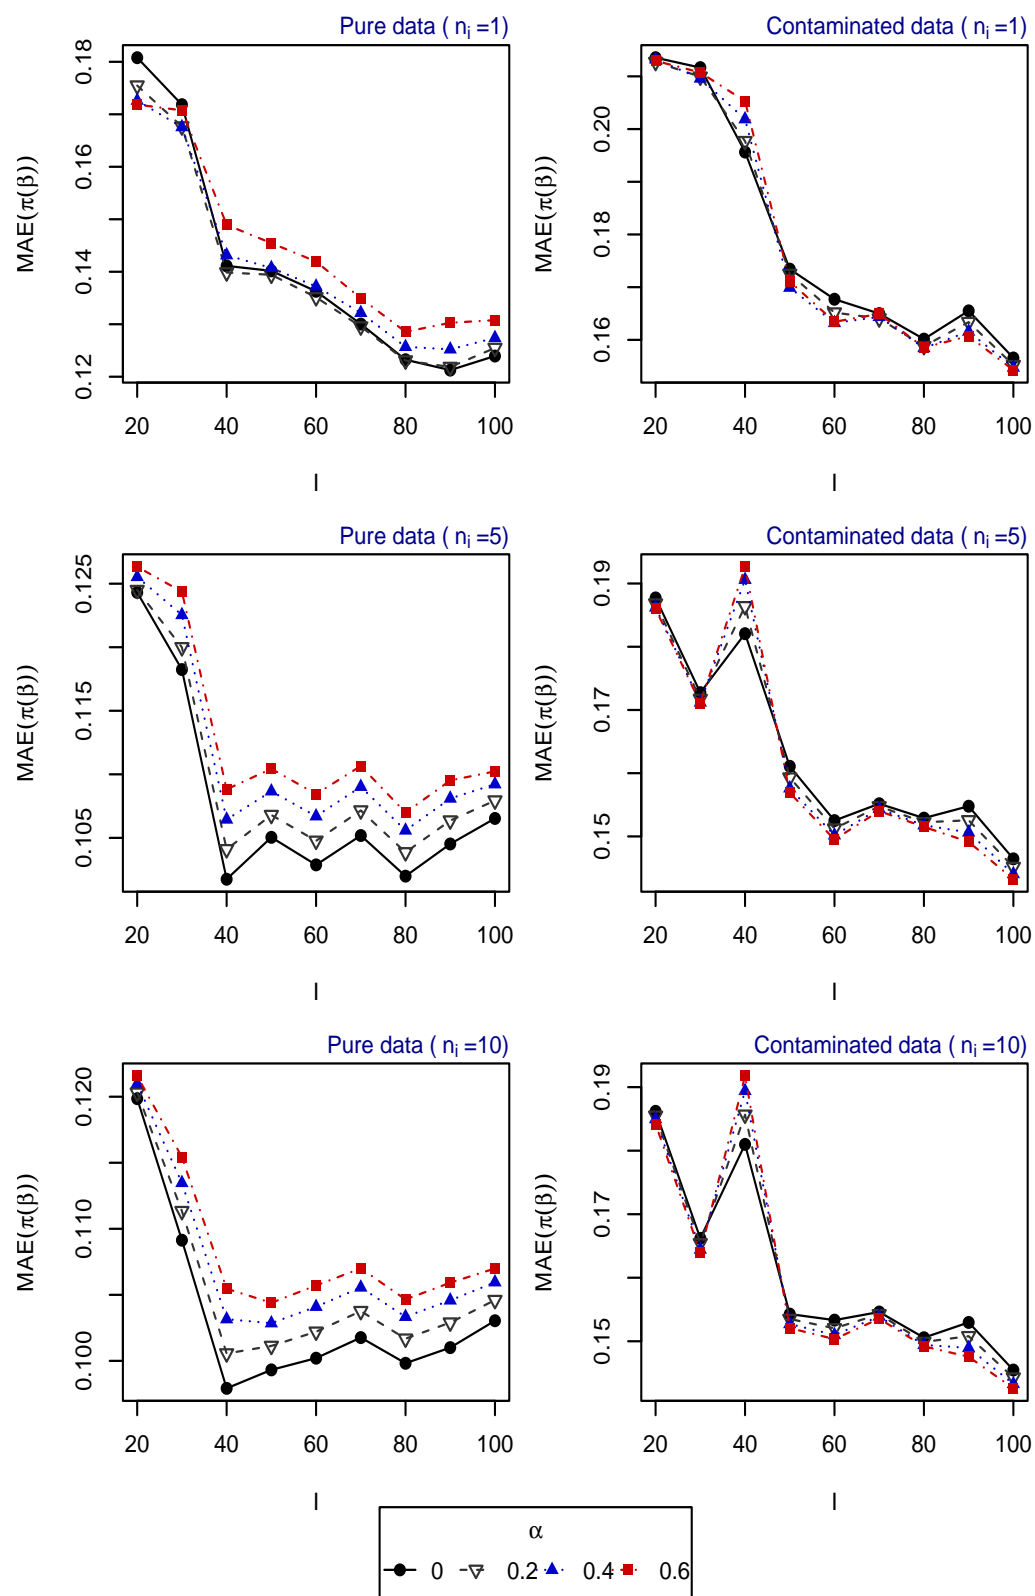 Pure data ( ni =1)
MAE(π(β))
0.12 0.14 0.16 0.18
20 40 60 80 100
I
Contaminated data ( ni =1)
MAE(π(β))
0.16 0.18 0.20
20 40 60 80 100
I
Pure data ( ni =5)
MAE(π(β))
0.105 0.115 0.125
20 40 60 80 100
I
Contaminated data ( ni =5)
MAE(π(β))
0.15 0.17 0.19
20 40 60 80 100
I
Pure data ( ni =10)
MAE(π(β))
0.100 0.110 0.120
20 40 60 80 100
I
Contaminated data ( ni =10)
MAE(π(β))
0.15 0.17 0.19
20 40 60 80 100
I
α
0 0.2 0.4 0.6